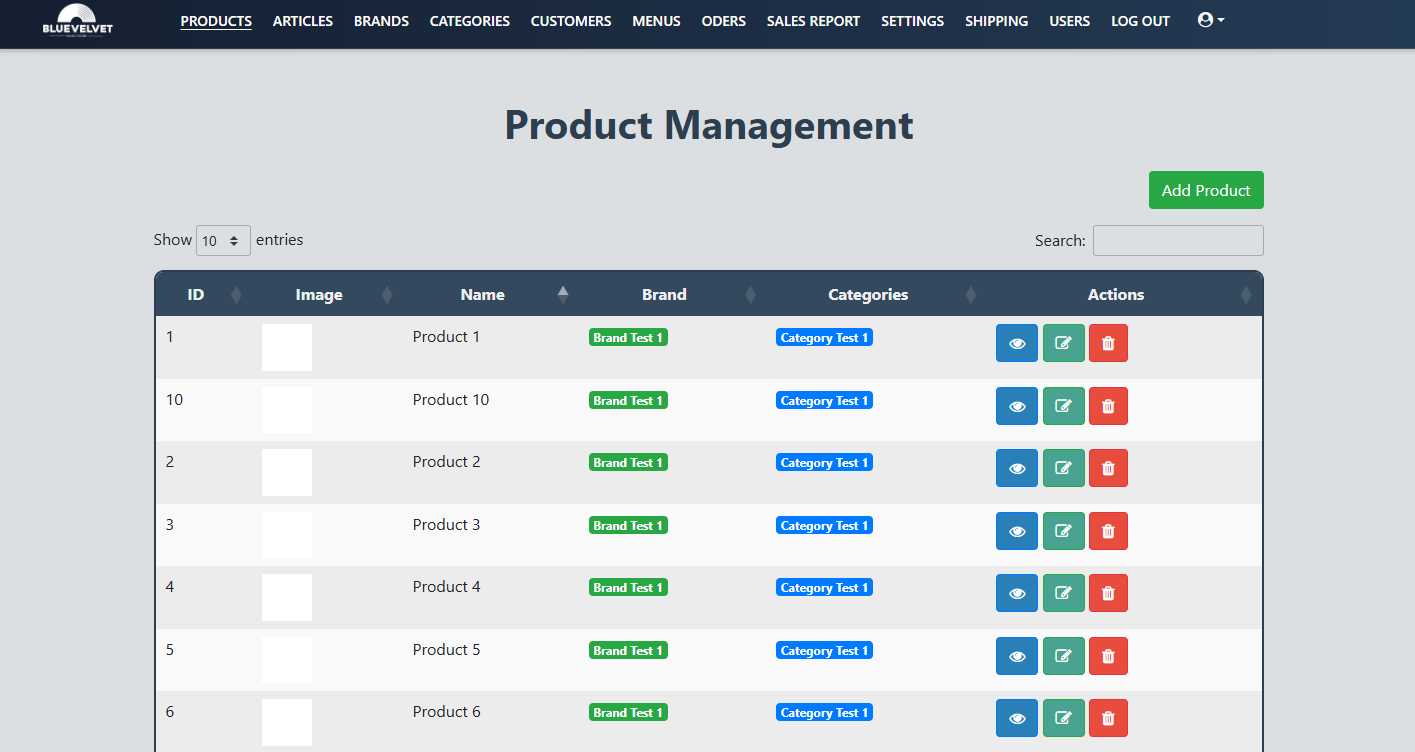 BLUEVELVET PRODUCTS ARTICLES BRANDS CATEGORIES CUSTOMERS MENUS ODERS SALES REPORT SETTINGS SHIPPING USERS LOG OUT
Product Management
Add Product
Show 10 entries Search:
ID Image Name Brand Categories Actions
1 Product 1 Brand Test 1 Category Test 1
10 Product 10 Brand Test 1 Category Test 1
2 Product 2 Brand Test 1 Category Test 1
3 Product 3 Brand Test 1 Category Test 1
4 Product 4 Brand Test 1 Category Test 1
5 Product 5 Brand Test 1 Category Test 1
6 Product 6 Brand Test 1 Category Test 1